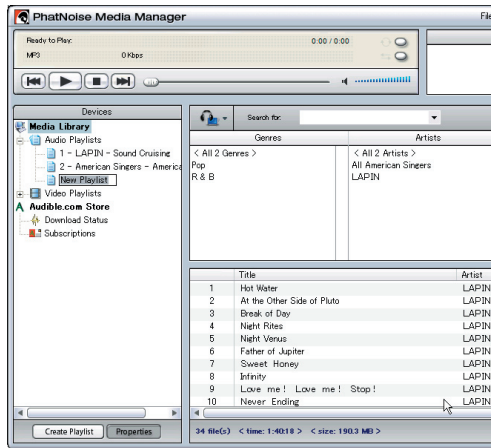 PhatNoise Media Manager
File
Ready to Play:
0:00 / 0:00
MP3
0 Kbps
Devices
Media Library
Audio Playlists
1 - LAPIN - Sound Cruising
2 - American Singers - America
New Playlist
Video Playlists
Audible.com Store
Download Status
Subscriptions
Create Playlist
Properties
Search for:
Genres
Artists
< All 2 Genres >
< All 2 Artists >
Pop
All American Singers
R & B
LAPIN
Title
Artist
1 Hot Water LAPIN
2 At the Other Side of Pluto LAPIN
3 Break of Day LAPIN
4 Night Rites LAPIN
5 Night Venus LAPIN
6 Father of Jupiter LAPIN
7 Sweet Honey LAPIN
8 Infinity LAPIN
9 Love me! Love me! Stop! LAPIN
10 Never Ending LAPIN
34 file(s) < time: 1:40:18 > < size: 190.3 MB >